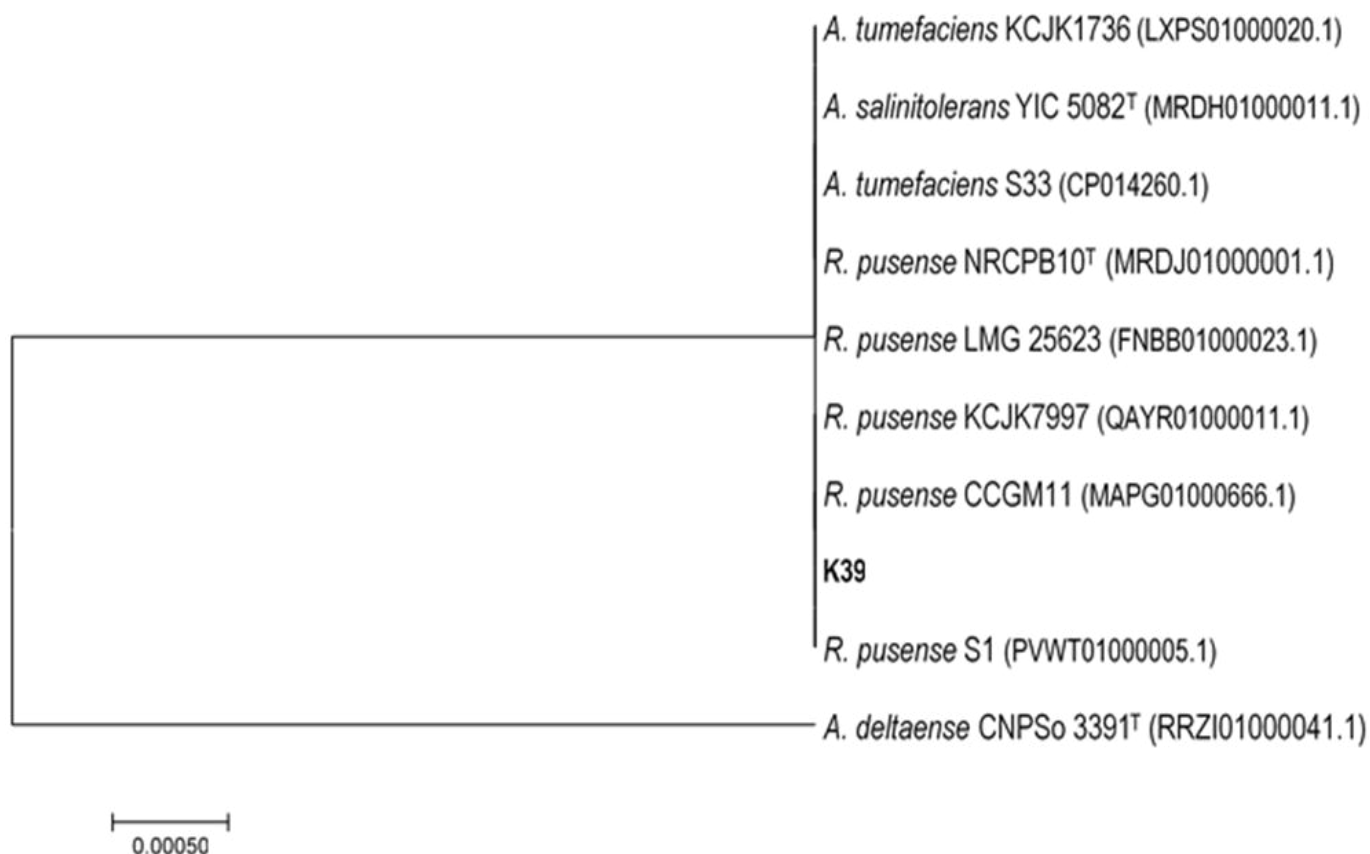 A. tumefaciens KCJK1736 (LXPS01000020.1)
A. salinitolerans YIC 5082ᵀ (MRDH01000011.1)
A. tumefaciens S33 (CP014260.1)
R. pusense NRCPB10ᵀ (MRDJ01000001.1)
R. pusense LMG 25623 (FNBB01000023.1)
R. pusense KCJK7997 (QAYR01000011.1)
R. pusense CCGM11 (MAPG01000666.1)
K39
R. pusense S1 (PVWT01000005.1)
A. deltaense CNPSo 3391ᵀ (RRZI01000041.1)
0.00050